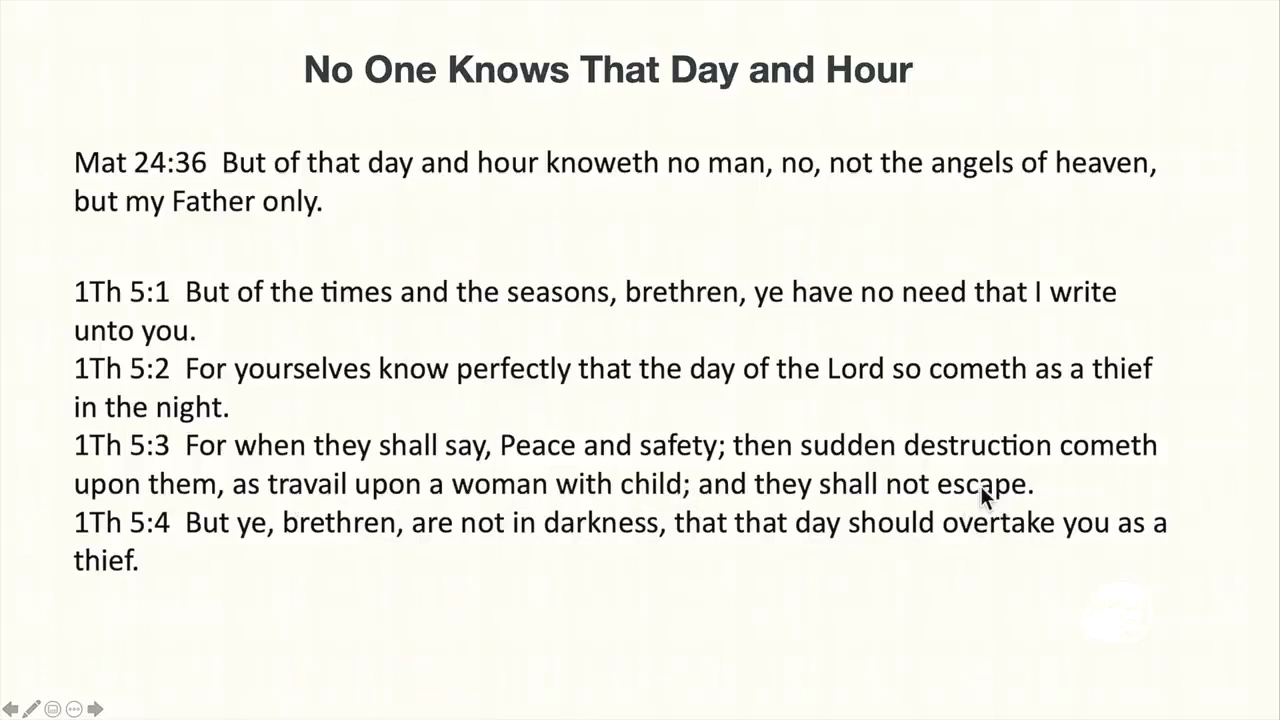 No One Knows That Day and Hour
Mat 24:36  But of that day and hour knoweth no man, no, not the angels of heaven,
but my Father only.
1Th 5:1  But of the times and the seasons, brethren, ye have no need that I write
unto you.
1Th 5:2  For yourselves know perfectly that the day of the Lord so cometh as a thief
in the night.
1Th 5:3  For when they shall say, Peace and safety; then sudden destruction cometh
upon them, as travail upon a woman with child; and they shall not escape.
1Th 5:4  But ye, brethren, are not in darkness, that that day should overtake you as a
thief.